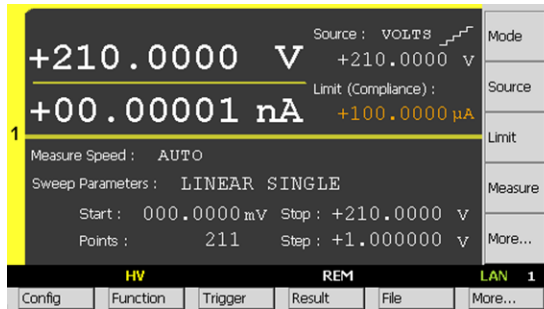 +210.0000 V
Source : VOLTS
+210.0000 V
+00.00001 nA
Limit (Compliance) :
+100.0000 µA
1
Measure Speed : AUTO
Sweep Parameters : LINEAR SINGLE
Start : 000.0000 mV Stop : +210.0000 V
Points : 211 Step : +1.000000 V
Mode
Source
Limit
Measure
More...
HV REM LAN 1
Config Function Trigger Result File More...